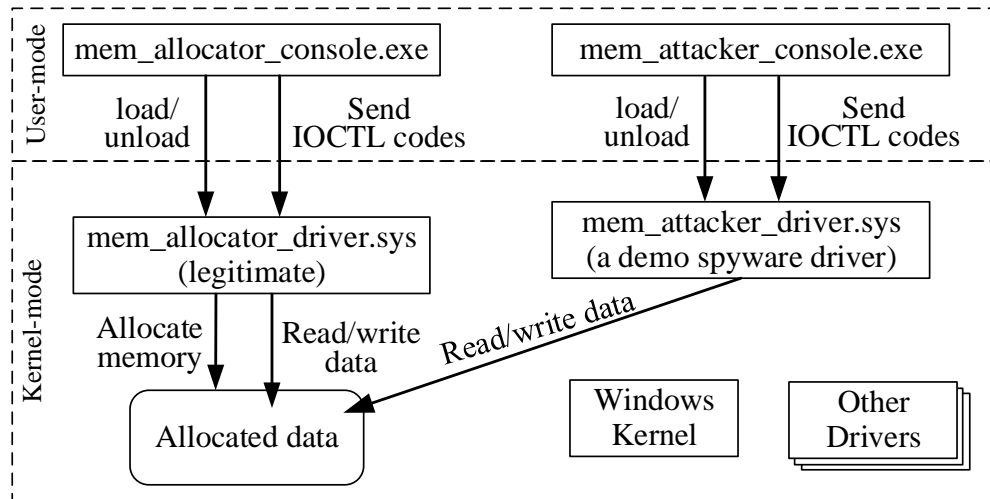 User-mode
mem_allocator_console.exe
mem_attacker_console.exe
load/
unload
Send
IOCTL codes
load/
unload
Send
IOCTL codes
Kernel-mode
mem_allocator_driver.sys
(legitimate)
mem_attacker_driver.sys
(a demo spyware driver)
Allocate
memory
Read/write
data
Read/write data
Allocated data
Windows
Kernel
Other
Drivers